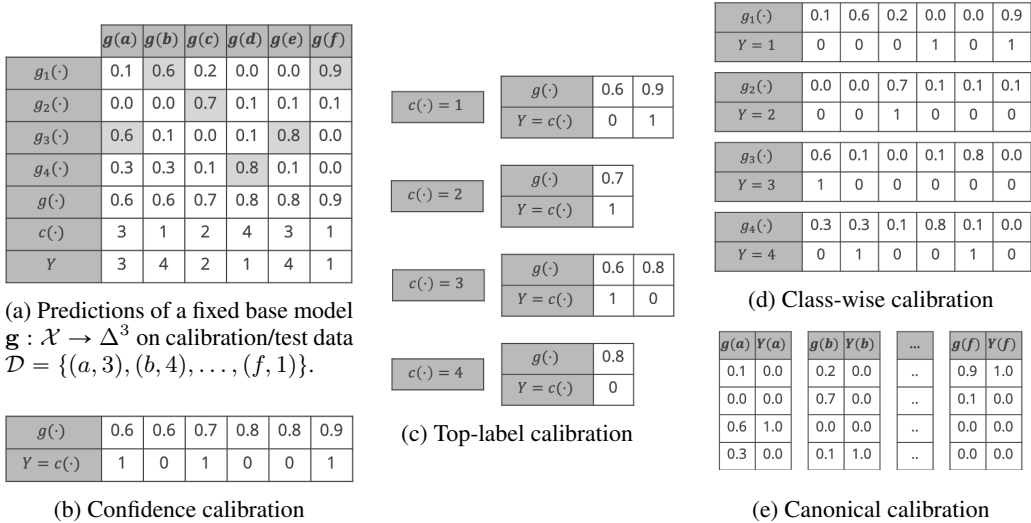 g(a) g(b) g(c) g(d) g(e) g(f)
g₁(·) 0.1 0.6 0.2 0.0 0.0 0.9
g₂(·) 0.0 0.0 0.7 0.1 0.1 0.1
g₃(·) 0.6 0.1 0.0 0.1 0.8 0.0
g₄(·) 0.3 0.3 0.1 0.8 0.1 0.0
g(·) 0.6 0.6 0.7 0.8 0.8 0.9
c(·) 3 1 2 4 3 1
Y 3 4 2 1 4 1
(a) Predictions of a fixed base model
g : 𝒳 → Δ³ on calibration/test data
𝒟 = {(a, 3), (b, 4), . . . , (f, 1)}.
g(·) 0.6 0.6 0.7 0.8 0.8 0.9
Y = c(·) 1 0 1 0 0 1
(b) Confidence calibration
c(·) = 1
g(·) 0.6 0.9
Y = c(·) 0 1
c(·) = 2
g(·) 0.7
Y = c(·) 1
c(·) = 3
g(·) 0.6 0.8
Y = c(·) 1 0
c(·) = 4
g(·) 0.8
Y = c(·) 0
(c) Top-label calibration
g₁(·) 0.1 0.6 0.2 0.0 0.0 0.9
Y = 1 0 0 0 1 0 1
g₂(·) 0.0 0.0 0.7 0.1 0.1 0.1
Y = 2 0 0 1 0 0 0
g₃(·) 0.6 0.1 0.0 0.1 0.8 0.0
Y = 3 1 0 0 0 0 0
g₄(·) 0.3 0.3 0.1 0.8 0.1 0.0
Y = 4 0 1 0 0 1 0
(d) Class-wise calibration
g(a) Y(a) g(b) Y(b) ... g(f) Y(f)
0.1 0.0 0.2 0.0 .. 0.9 1.0
0.0 0.0 0.7 0.0 .. 0.1 0.0
0.6 1.0 0.0 0.0 .. 0.0 0.0
0.3 0.0 0.1 1.0 .. 0.0 0.0
(e) Canonical calibration